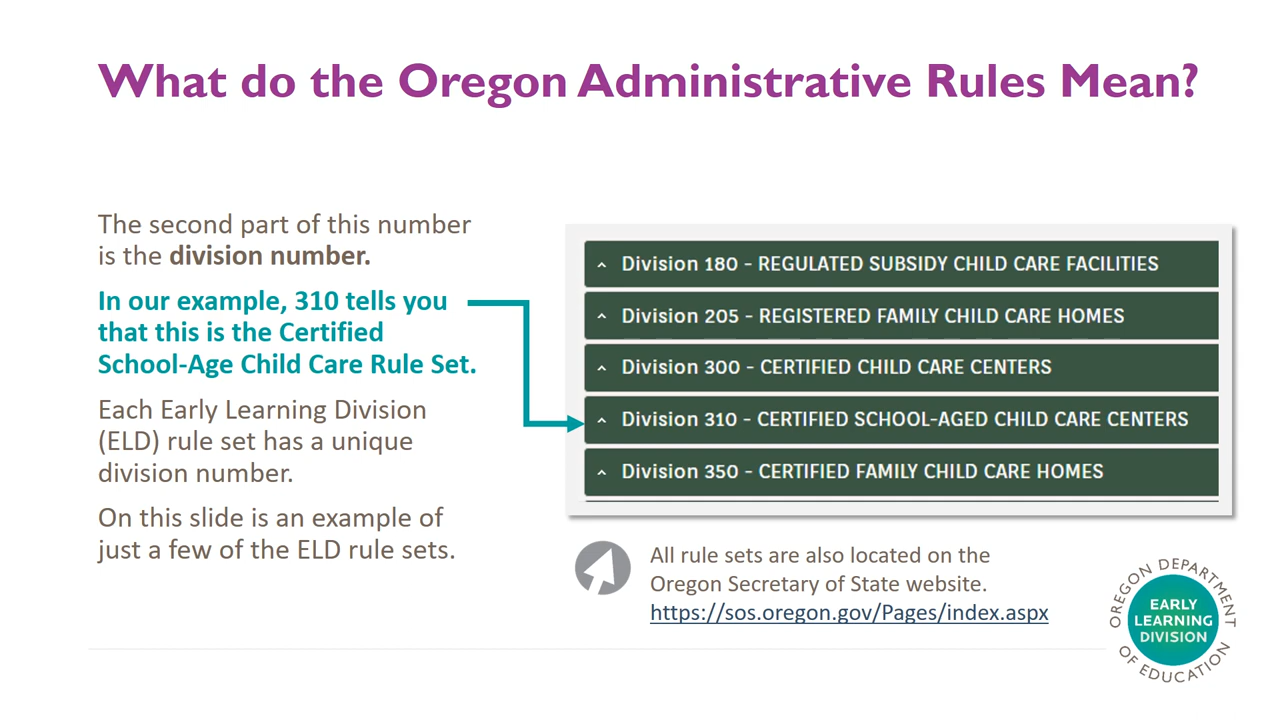 What do the Oregon Administrative Rules Mean?
The second part of this number
is the division number.
In our example, 310 tells you
that this is the Certified
School-Age Child Care Rule Set.
Each Early Learning Division
(ELD) rule set has a unique
division number.
On this slide is an example of
just a few of the ELD rule sets.
Division 180 - REGULATED SUBSIDY CHILD CARE FACILITIES
Division 205 - REGISTERED FAMILY CHILD CARE HOMES
Division 300 - CERTIFIED CHILD CARE CENTERS
Division 310 - CERTIFIED SCHOOL-AGED CHILD CARE CENTERS
Division 350 - CERTIFIED FAMILY CHILD CARE HOMES
All rule sets are also located on the
Oregon Secretary of State website.
https://sos.oregon.gov/Pages/index.aspx
OREGON DEPARTMENT
EARLY
LEARNING
DIVISION
OF EDUCATION